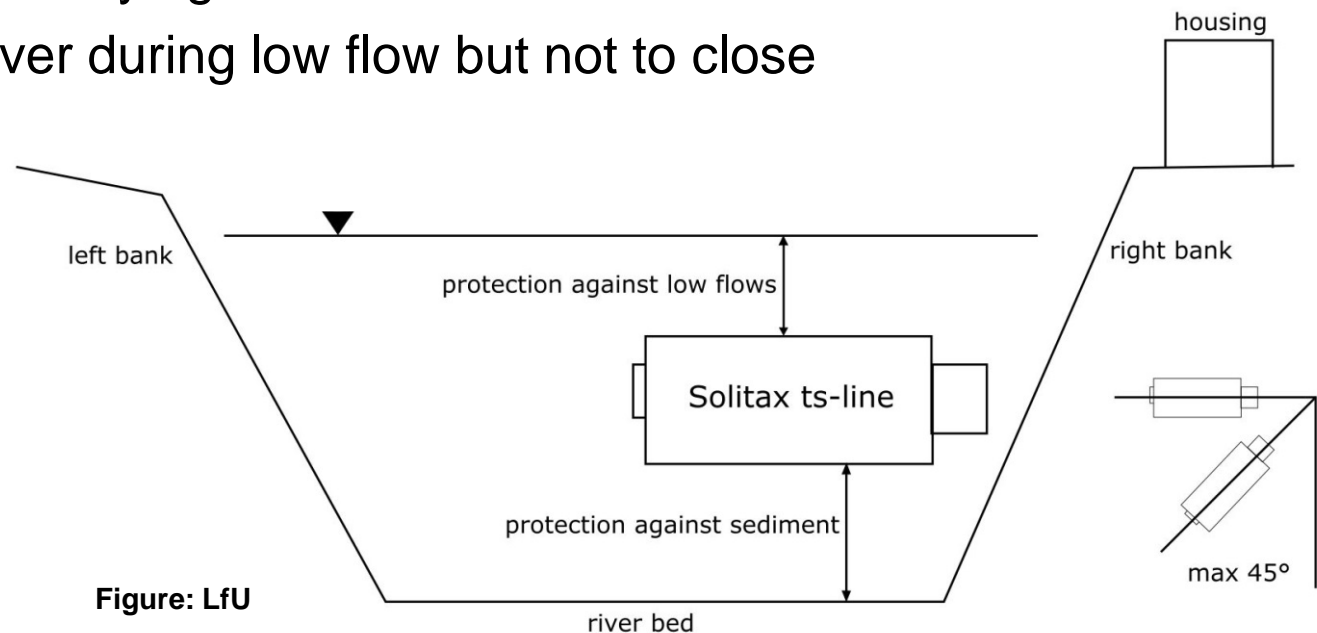 ver during low flow but not to close
housing
left bank
right bank
protection against low flows
Solitax ts-line
protection against sediment
max 45°
Figure: LfU
river bed